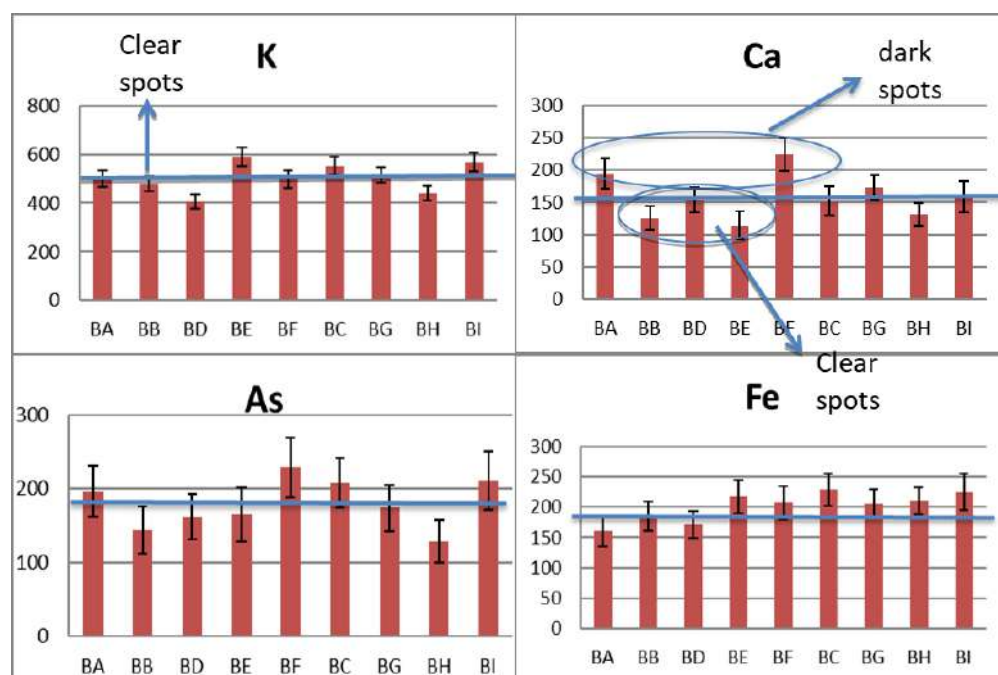 Clear
spots
K
800
600
400
200
0
BA BB BD BE BF BC BG BH BI
Ca
dark
spots
300
250
200
150
100
50
0
BA BB BD BE BF BC BG BH BI
Clear
spots
As
300
200
100
0
BA BB BD BE BF BC BG BH BI
Fe
300
250
200
150
100
50
0
BA BB BD BE BF BC BG BH BI